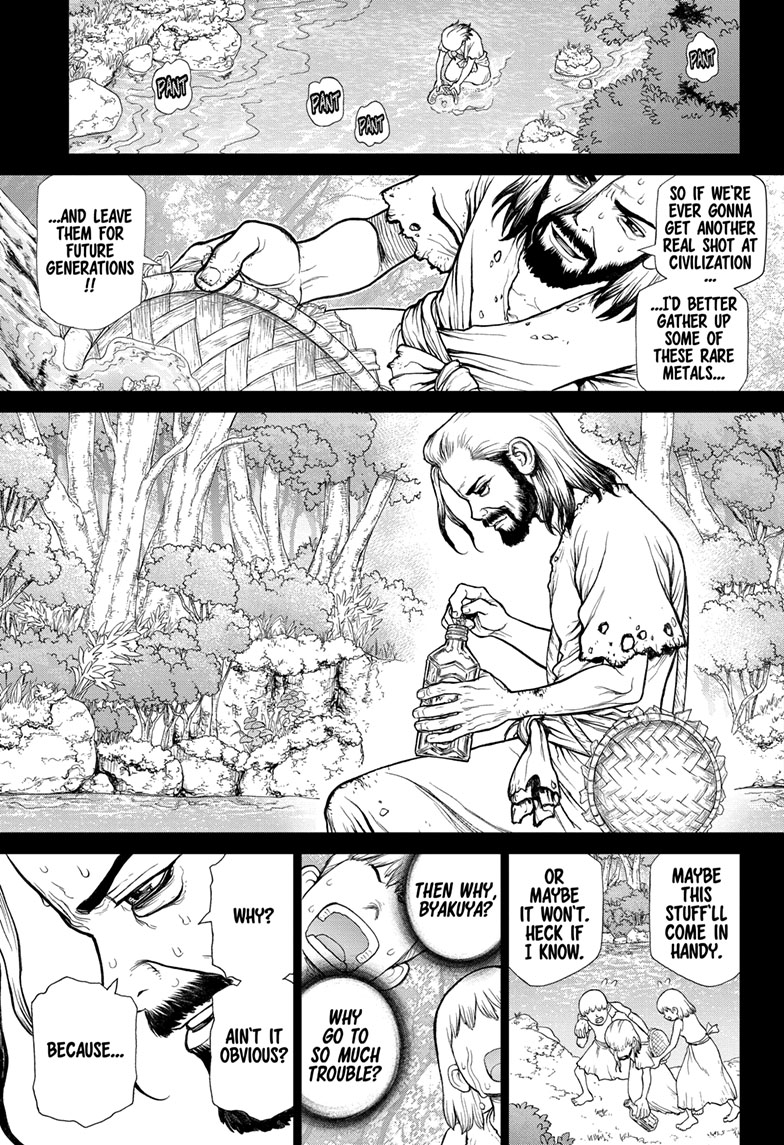 PANT
PANT
PANT
PANT
SO IF WE'RE
EVER GONNA
GET ANOTHER
REAL SHOT AT
CIVILIZATION
...
...I'D BETTER
GATHER UP
SOME OF
THESE RARE
METALS...
...AND LEAVE
THEM FOR
FUTURE
GENERATIONS
!!
MAYBE
THIS
STUFF'LL
COME IN
HANDY.
OR
MAYBE
IT WON'T.
HECK IF
I KNOW.
THEN WHY,
BYAKUYA?
WHY
GO TO
SO MUCH
TROUBLE?
WHY?
AIN'T IT
OBVIOUS?
BECAUSE...